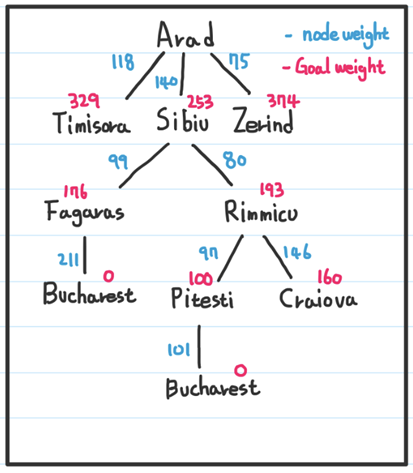 Arad
- node weight
- Goal weight
118 140 75
329 253 374
Timisora Sibiu Zerind
99 80
176 193
Fagaras Rimmicu
211 97 146
0 100 160
Bucharest Pitesti Craiova
101
0
Bucharest